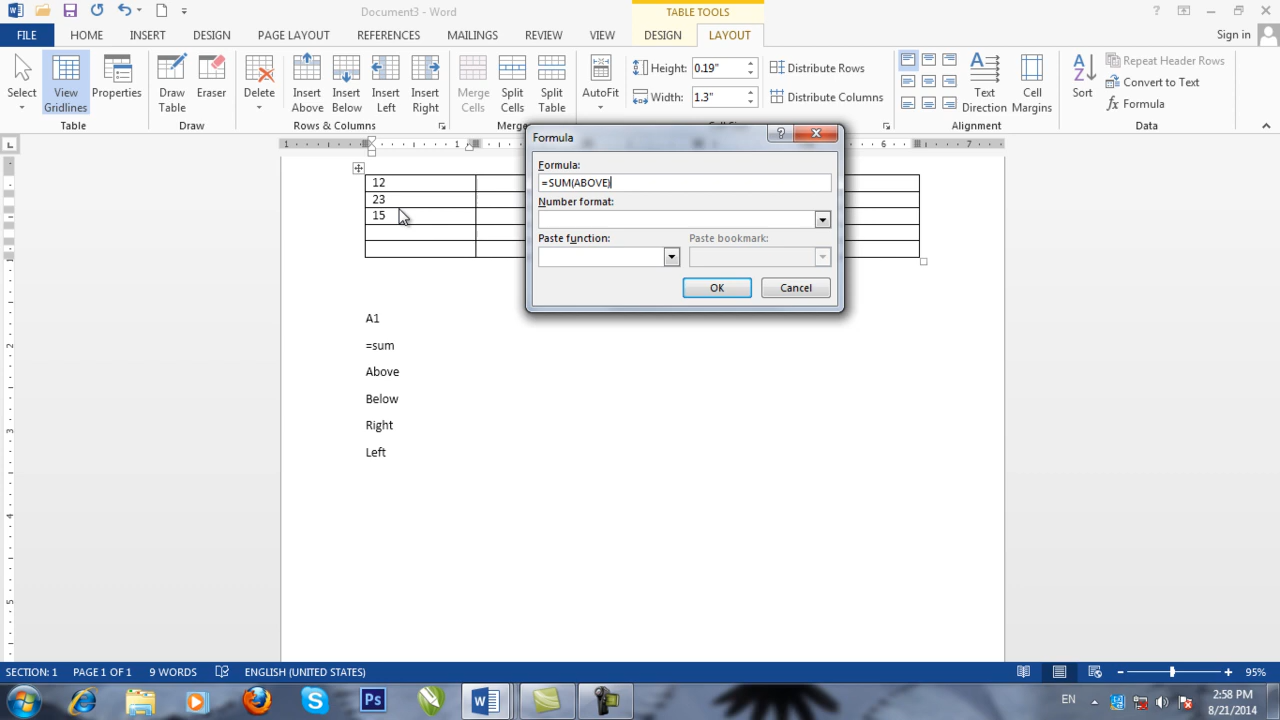 Document3 - Word
TABLE TOOLS
FILE
HOME
INSERT
DESIGN
PAGE LAYOUT
REFERENCES
MAILINGS
REVIEW
VIEW
DESIGN
LAYOUT
Sign in
Select
View Gridlines
Properties
Draw Table
Eraser
Delete
Insert Above
Insert Below
Insert Left
Insert Right
Merge Cells
Split Cells
Split Table
AutoFit
Height: 0.19"
Width: 1.3"
Distribute Rows
Distribute Columns
Text Direction
Cell Margins
Sort
Repeat Header Rows
Convert to Text
fx Formula
Table
Draw
Rows & Columns
Merge
Alignment
Data
Formula
Formula:
=SUM(ABOVE)
Number format:
Paste function:
Paste bookmark:
OK
Cancel
12
23
15
A1
=sum
Above
Below
Right
Left
SECTION: 1
PAGE 1 OF 1
9 WORDS
ENGLISH (UNITED STATES)
95%
EN
2:58 PM
8/21/2014